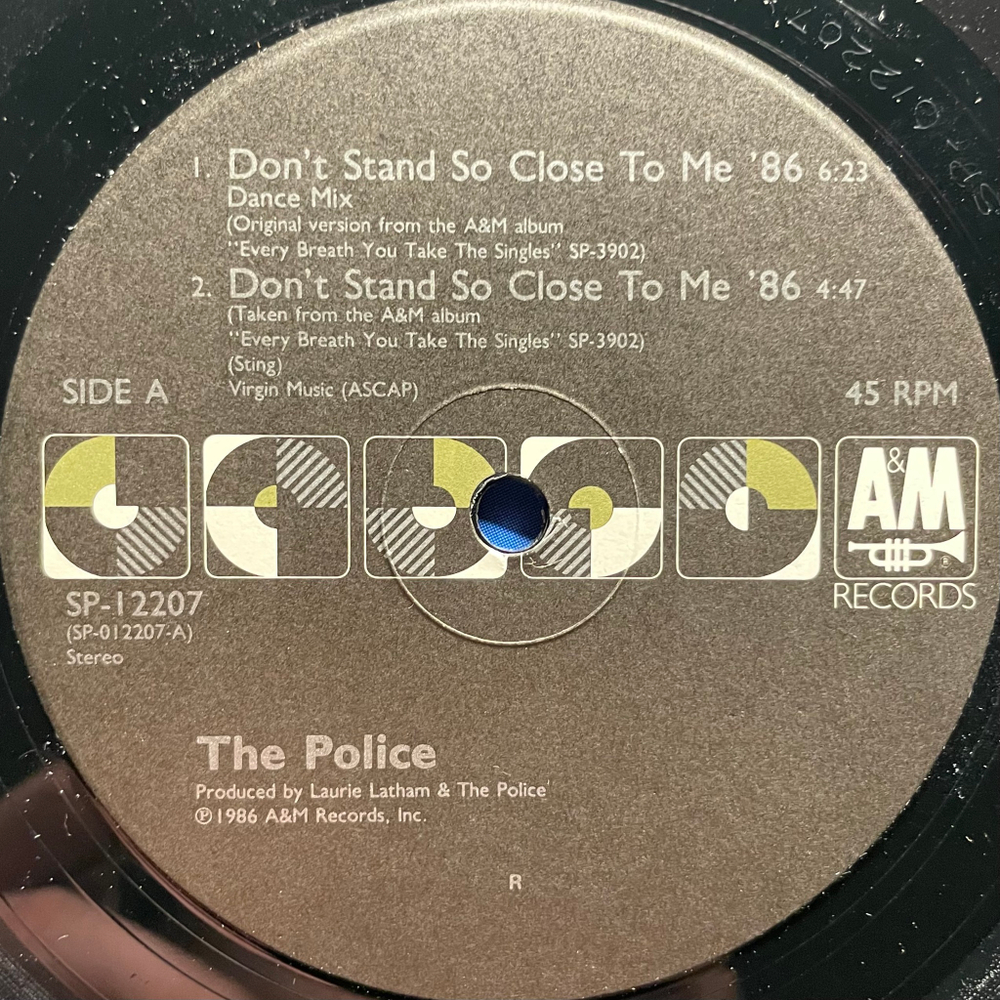 1. Don't Stand So Close To Me '86 6:23
Dance Mix
(Original version from the A&M album
"Every Breath You Take The Singles" SP-3902)
2. Don't Stand So Close To Me '86 4:47
(Taken from the A&M album
"Every Breath You Take The Singles" SP-3902)
(Sting)
Virgin Music (ASCAP)
SIDE A
45 RPM
A&M
®
RECORDS
SP-12207
(SP-012207-A)
Stereo
The Police
Produced by Laurie Latham & The Police
℗1986 A&M Records, Inc.
R
012207